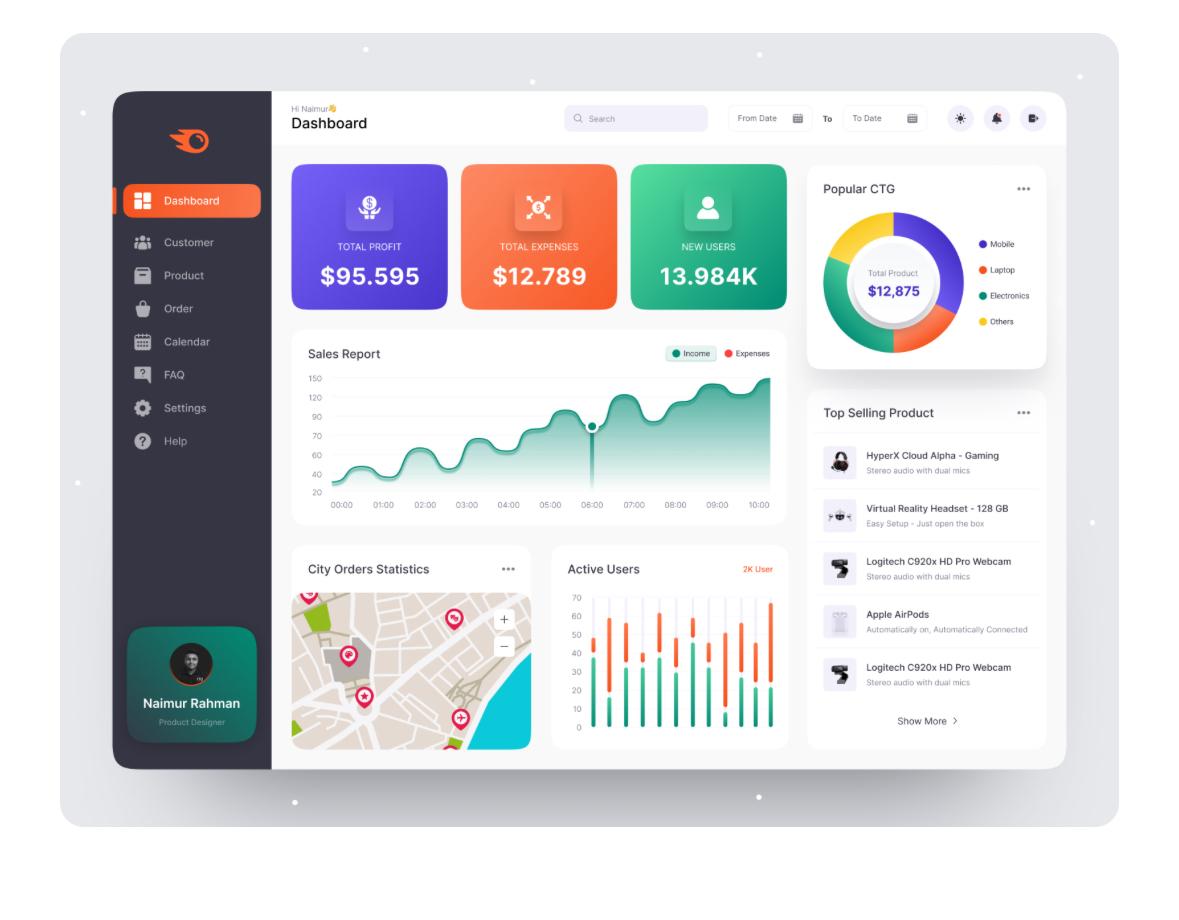 Hi Naimur👋
Dashboard
Search
From Date
To
To Date
Dashboard
Customer
Product
Order
Calendar
FAQ
Settings
Help
Naimur Rahman
Product Designer
TOTAL PROFIT
$95.595
TOTAL EXPENSES
$12.789
NEW USERS
13.984K
Popular CTG
Total Product
$12,875
Mobile
Laptop
Electronics
Others
Sales Report
Income
Expenses
150
120
90
70
60
40
20
00:00 01:00 02:00 03:00 04:00 05:00 06:00 07:00 08:00 09:00 10:00
Top Selling Product
HyperX Cloud Alpha - Gaming
Stereo audio with dual mics
Virtual Reality Headset - 128 GB
Easy Setup - Just open the box
Logitech C920x HD Pro Webcam
Stereo audio with dual mics
Apple AirPods
Automatically on, Automatically Connected
Logitech C920x HD Pro Webcam
Stereo audio with dual mics
Show More
City Orders Statistics
Active Users
2K User
70
60
50
40
30
20
10
0